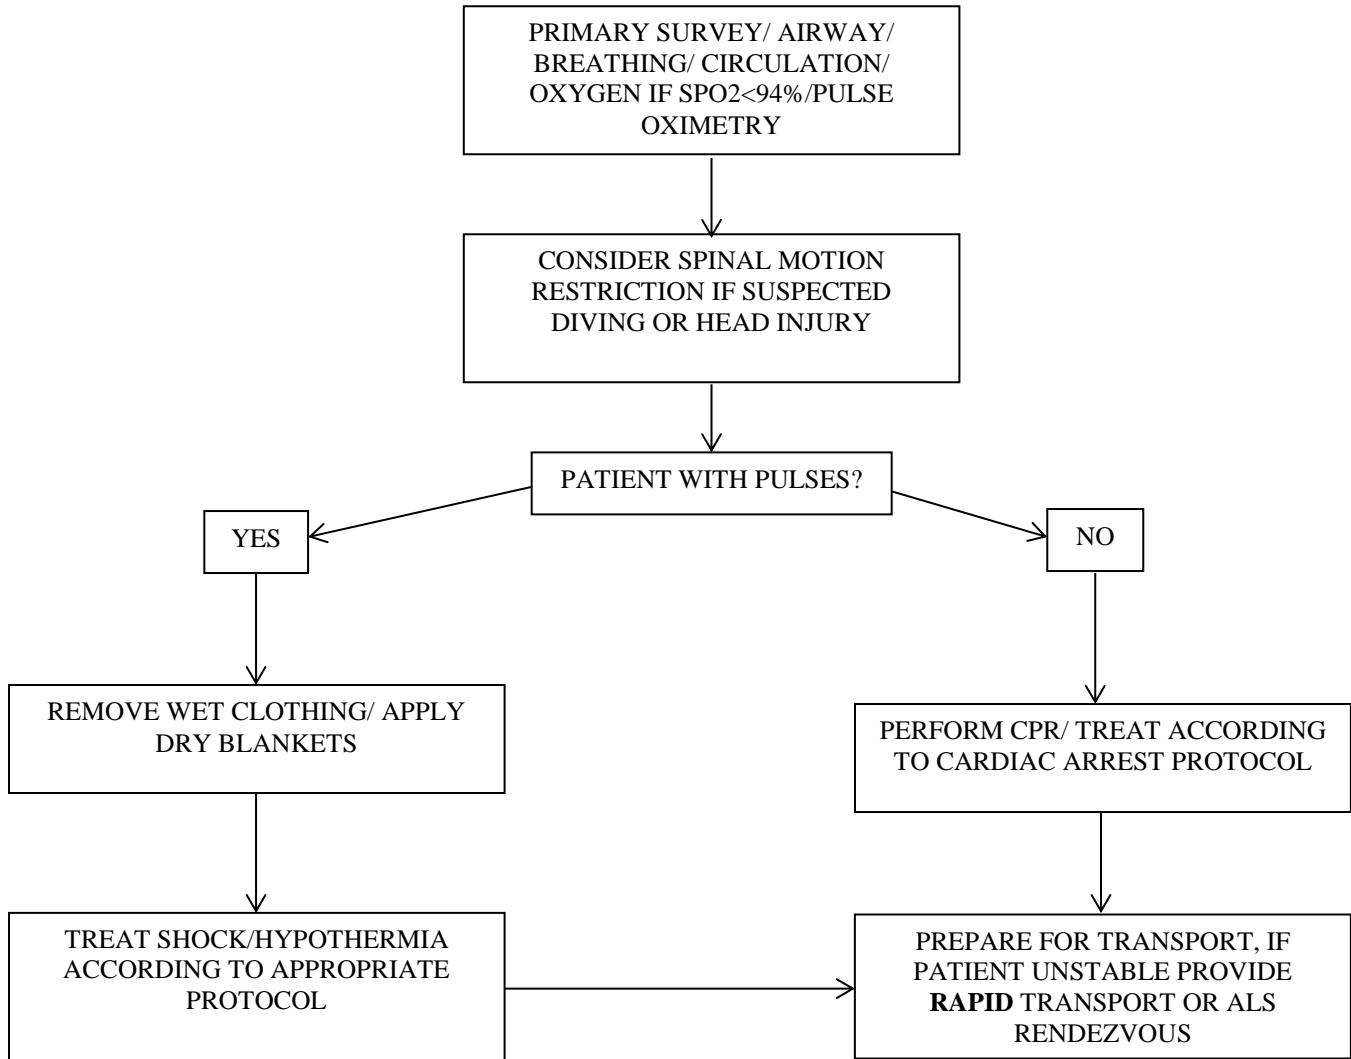 PRIMARY SURVEY/ AIRWAY/
BREATHING/ CIRCULATION/
OXYGEN IF SPO2<94%/PULSE
OXIMETRY
CONSIDER SPINAL MOTION
RESTRICTION IF SUSPECTED
DIVING OR HEAD INJURY
PATIENT WITH PULSES?
YES
NO
REMOVE WET CLOTHING/ APPLY
DRY BLANKETS
PERFORM CPR/ TREAT ACCORDING
TO CARDIAC ARREST PROTOCOL
TREAT SHOCK/HYPOTHERMIA
ACCORDING TO APPROPRIATE
PROTOCOL
PREPARE FOR TRANSPORT, IF
PATIENT UNSTABLE PROVIDE
RAPID TRANSPORT OR ALS
RENDEZVOUS